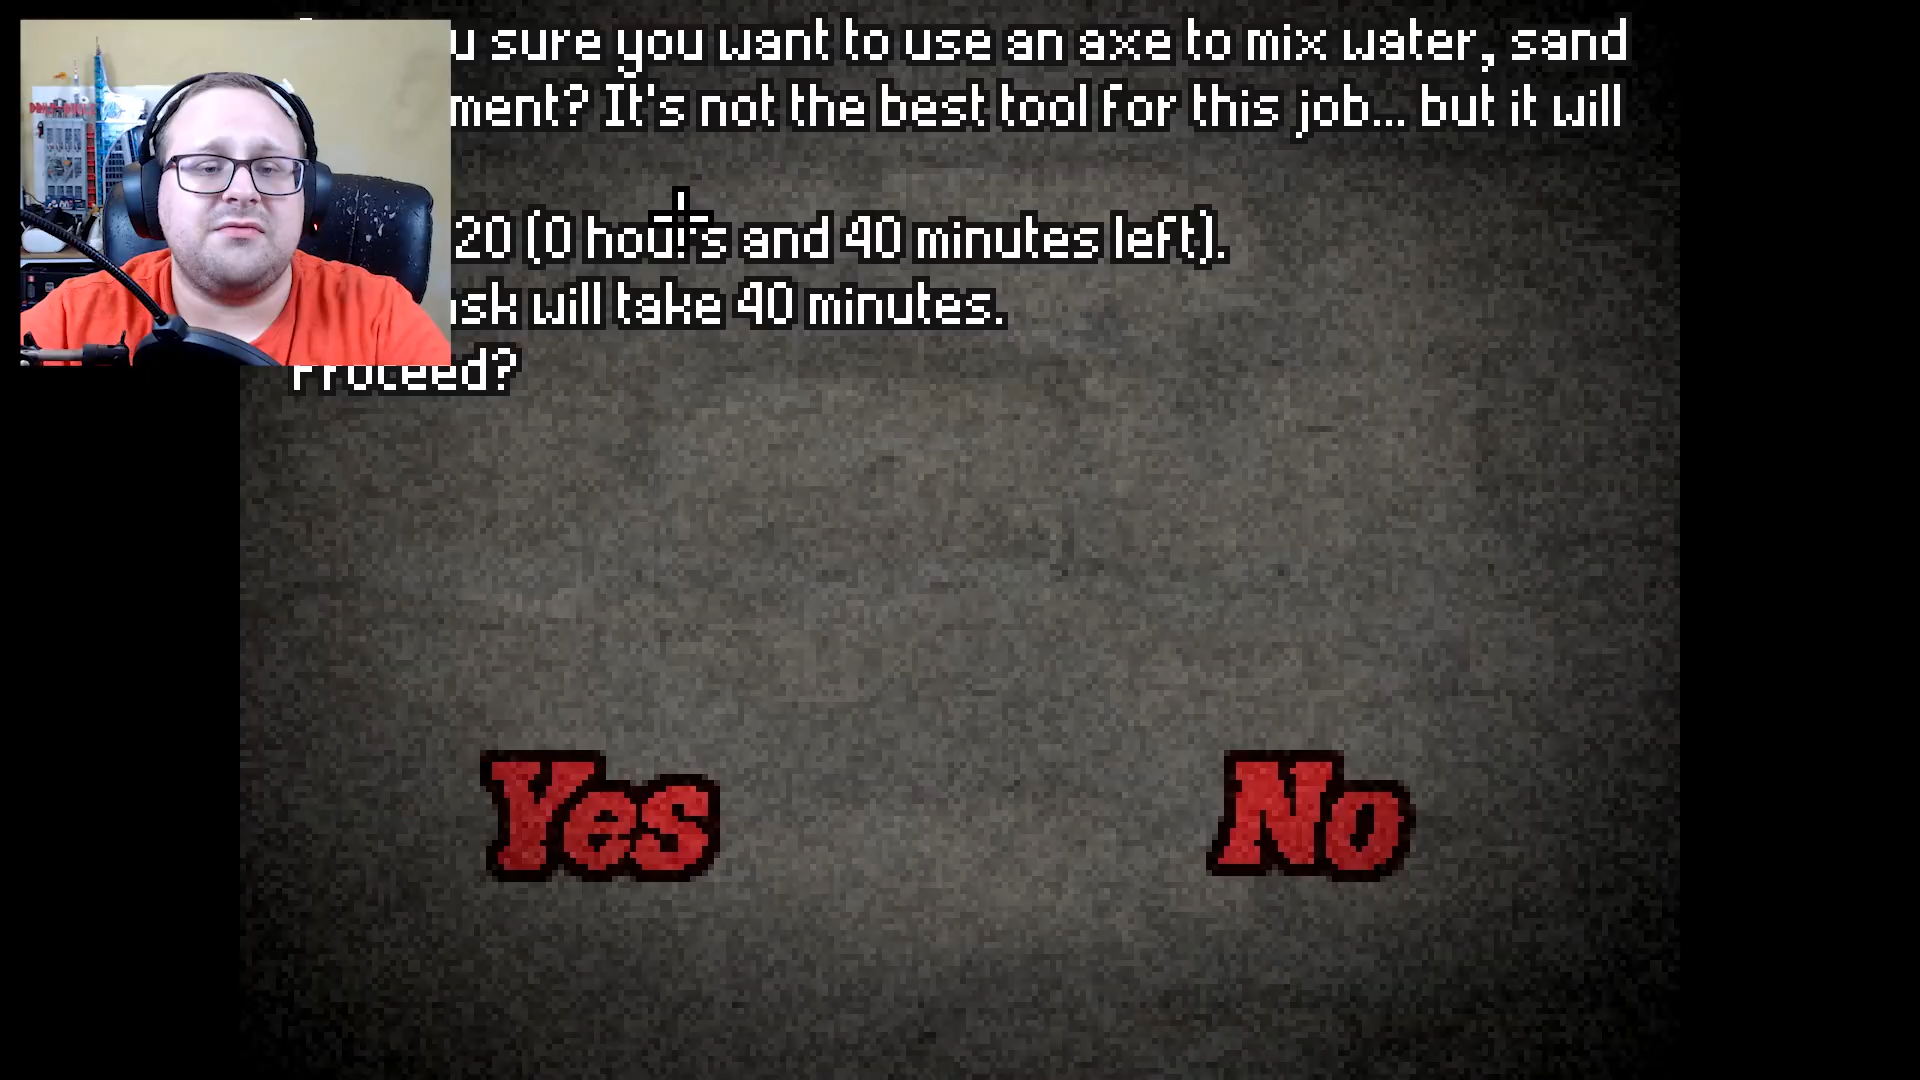 u sure you want to use an axe to mix water, sand
ment? It's not the best tool for this job... but it will
20 (0 hours and 40 minutes left).
sk will take 40 minutes.
Proceed?
Yes
No